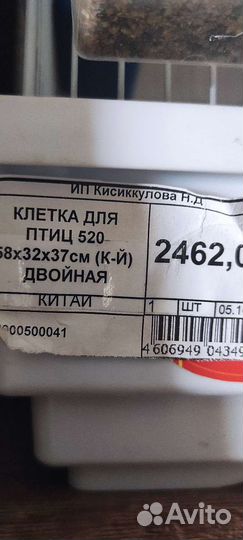 ИП Кисиккулова Н.Д
КЛЕТКА ДЛЯ
ПТИЦ 520
58х32х37см (К-Й)
ДВОЙНАЯ
2462,0
КИТАЙ
1 ШТ 05.1
000500041
4 606949 04349
Avito